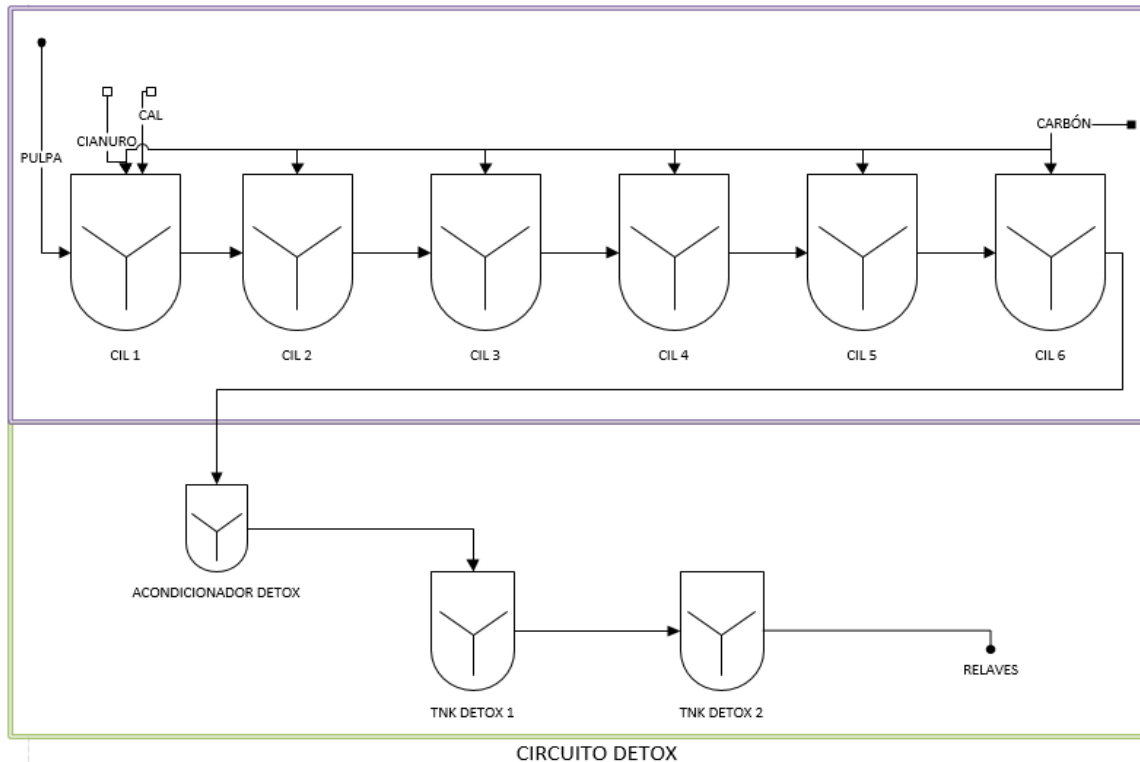 CAL
CARBÓN
CIANURO
PULPA
CIL 1
CIL 2
CIL 3
CIL 4
CIL 5
CIL 6
ACONDICIONADOR DETOX
RELAVES
TNK DETOX 1
TNK DETOX 2
CIRCUITO DETOX